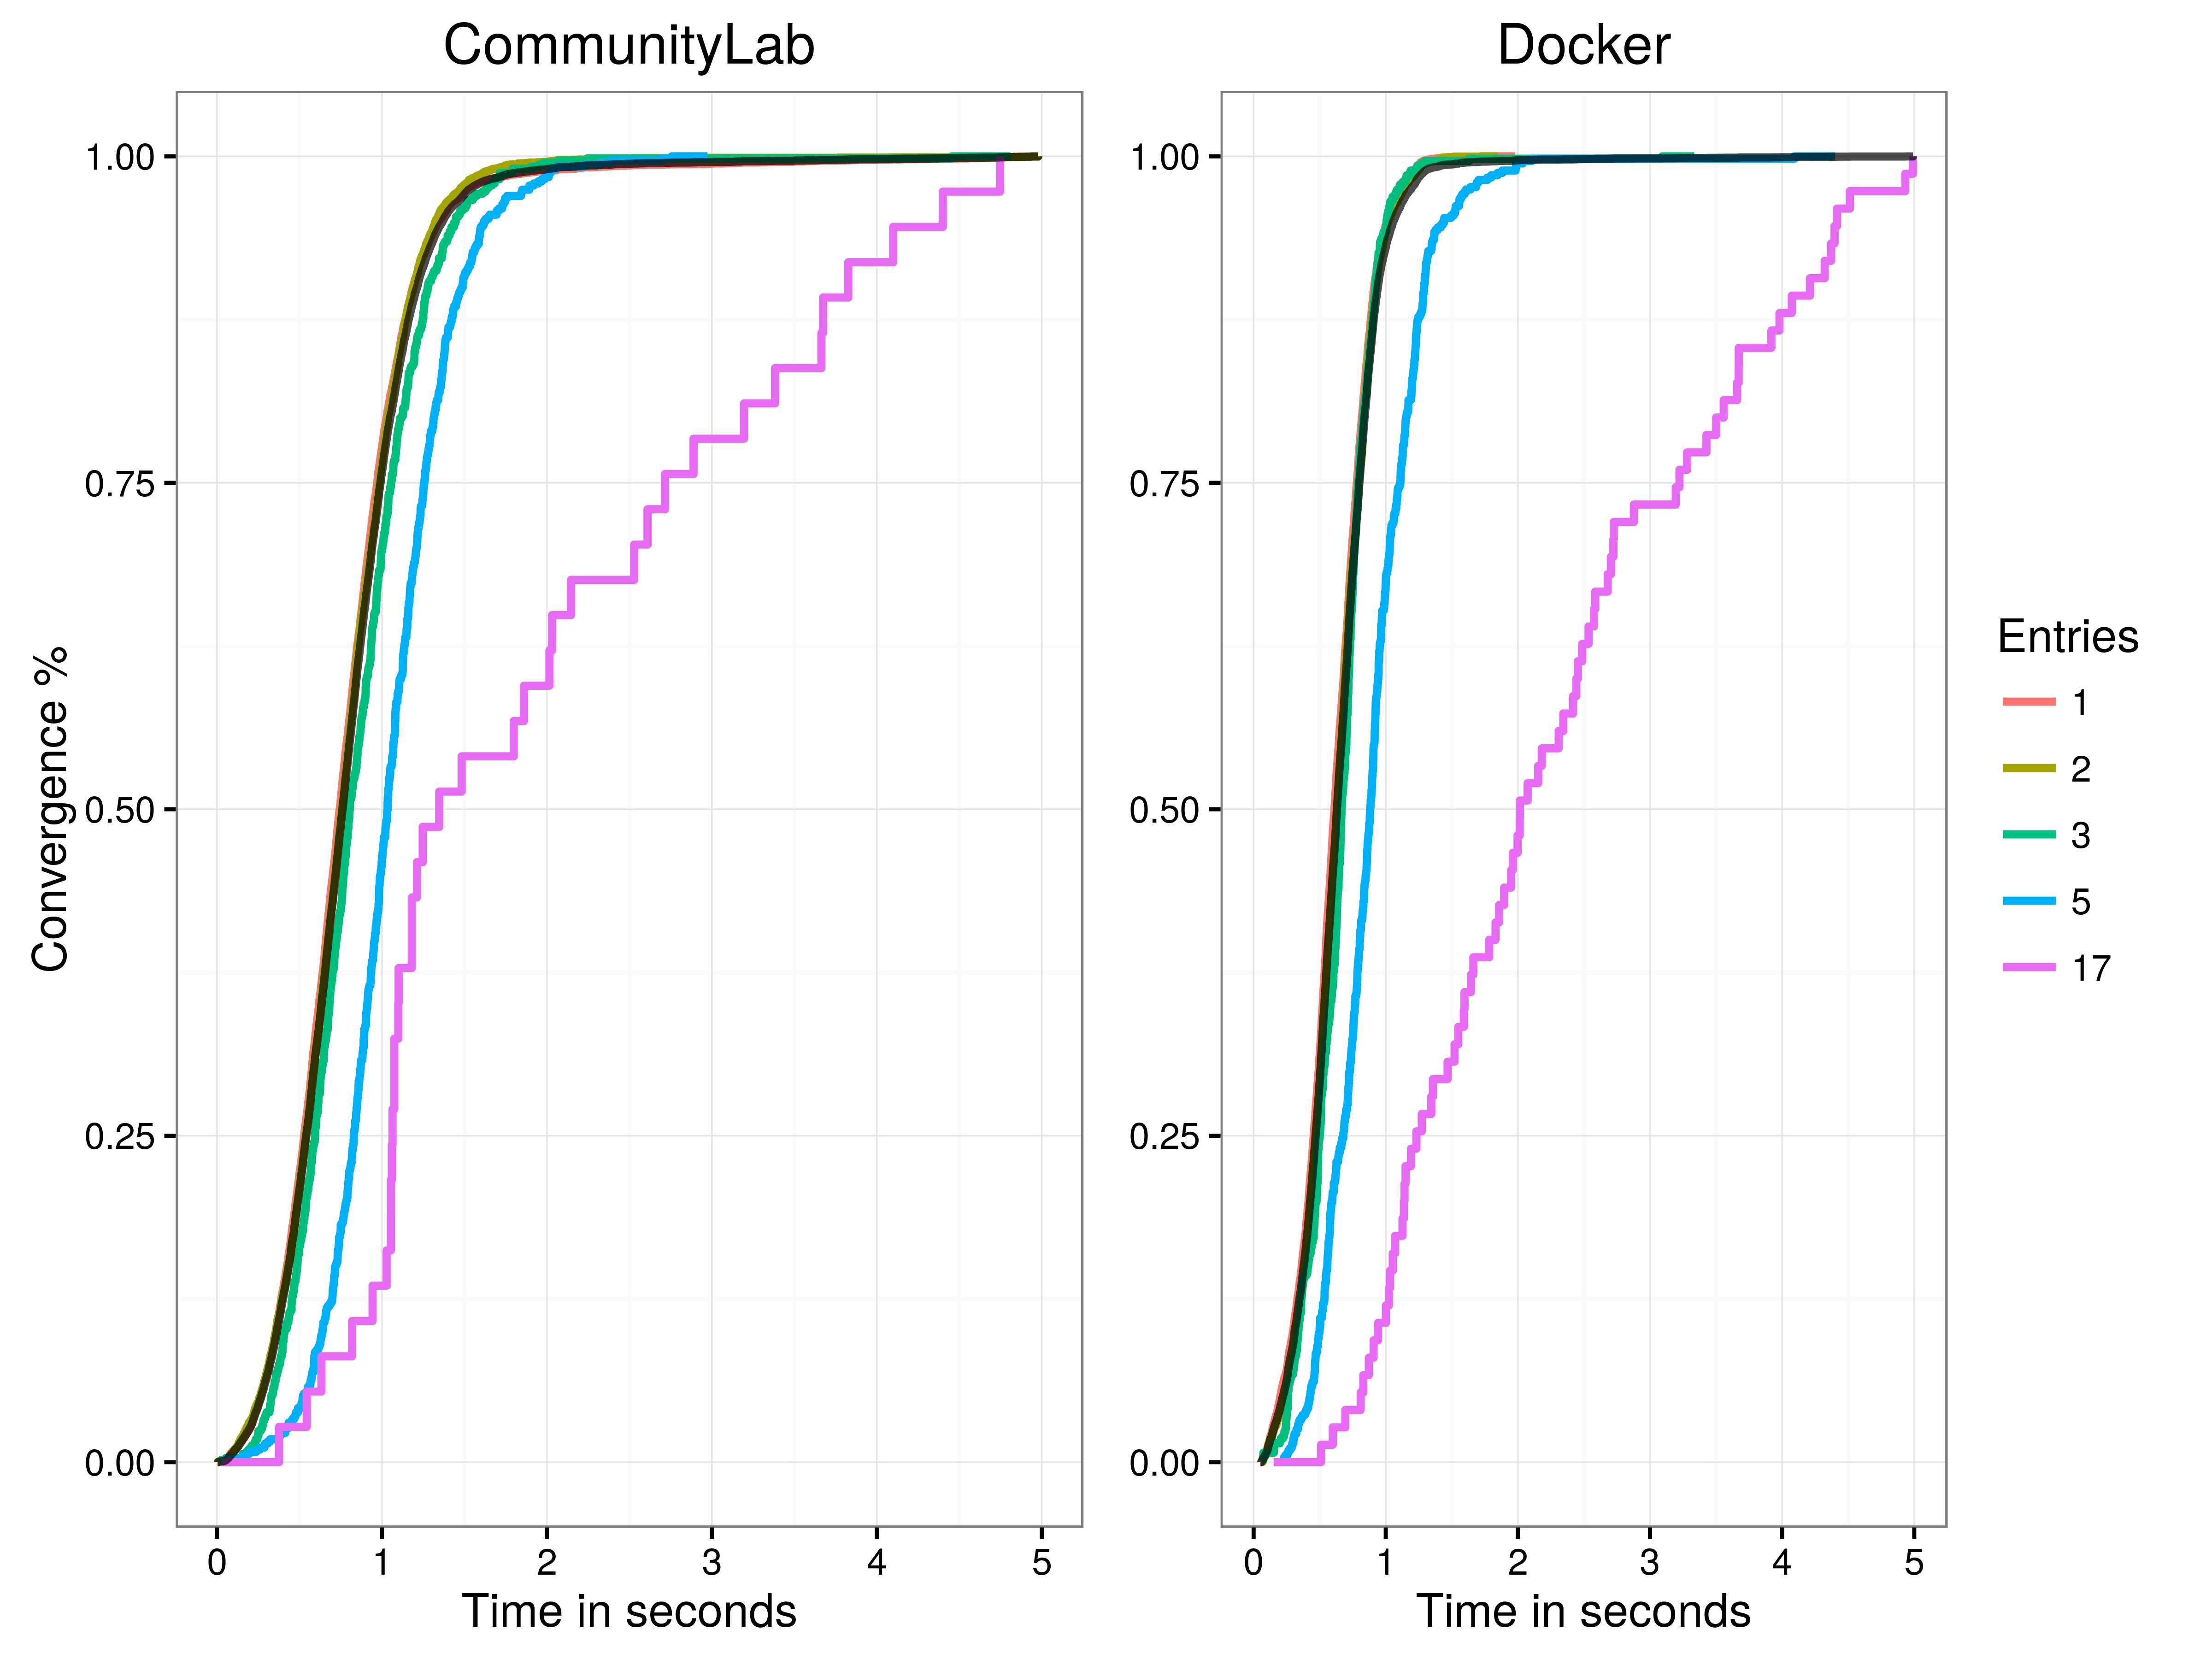 CommunityLab
Docker
Convergence %
1.00
0.75
0.50
0.25
0.00
0 1 2 3 4 5
Time in seconds
1.00
0.75
0.50
0.25
0.00
0 1 2 3 4 5
Time in seconds
Entries
1
2
3
5
17